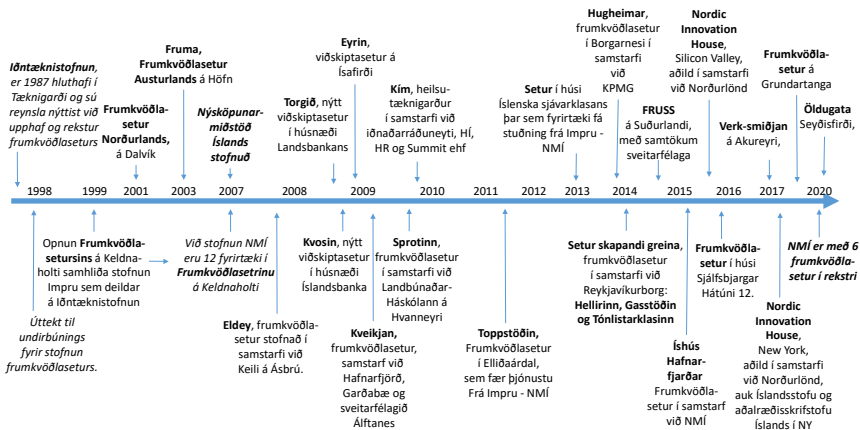 Iðntæknistofnun,
er 1987 hluthafi í
Tæknigarði og sú
reynsla nýttist við
upphaf og rekstur
frumkvöðlaseturs
Frumkvöðla-
setur
Norðurlands,
á Dalvík
Fruma,
Frumkvöðlasetur
Austurlands á Höfn
Nýsköpunar-
miðstöð
Íslands
stofnuð
Torgið, nýtt
viðskiptasetur
í húsnæði
Landsbankans
Eyrin,
viðskiptasetur á
Ísafirði
Kím, heilsu-
tæknigarður
í samstarfi við
iðnaðarráðuneyti, HÍ,
HR og Summit ehf
Setur í húsi
Íslenska sjávarklasans
þar sem fyrirtæki fá
stuðning frá Impru -
NMÍ
Hugheimar,
frumkvöðlasetur
í Borgarnesi í
samstarfi
við
KPMG
FRUSS
á Suðurlandi,
með samtökum
sveitarfélaga
Nordic
Innovation
House,
Silicon Valley,
aðild í samstarfi
við Norðurlönd
Verk-smiðjan
á Akureyri,
Frumkvöðla-
setur á
Grundartanga
Öldugata
Seyðisfirði,
1998 1999 2001 2003 2007 2008 2009 2010 2011 2012 2013 2014 2015 2016 2017 2020
Úttekt til
undirbúnings
fyrir stofnun
frumkvöðlaseturs.
Opnun Frumkvöðla-
setursins á Keldna-
holti samhliða stofnun
Impru sem deildar
á Iðntæknistofnun
Við stofnun NMÍ
eru 12 fyrirtæki í
Frumkvöðlasetrinu
á Keldnaholti
Eldey, frumkvöðla-
setur stofnað í
samstarfi við
Keili á Ásbrú.
Kvosin, nýtt
viðskiptasetur
í húsnæði
Íslandsbanka
Kveikjan,
frumkvöðlasetur,
samstarf við
Hafnarfjörð,
Garðabæ og
sveitarfélagið
Álftanes
Sprotinn,
frumkvöðlasetur
í samstarfi við
Landbúnaðar-
Háskólann á
Hvanneyri
Toppstöðin,
Frumkvöðlasetur
í Elliðaárdal,
sem fær þjónustu
Frá Impru - NMÍ
Setur skapandi greina,
frumkvöðlasetur
í samstarfi við
Reykjavíkurborg:
Hellirinn, Gasstöðin
og Tónlistarklasinn
Íshús
Hafnar-
fjarðar
Frumkvöðla-
setur í samstarf
við NMÍ
Frumkvöðla-
setur í húsi
Sjálfsbjargar
Hátúni 12.
Nordic
Innovation
House,
New York,
aðild í samstarfi
við Norðurlönd,
auk Íslandsstofu og
aðalræðisskrifstofu
Íslands í NY
NMÍ er með 6
frumkvöðla-
setur í rekstri